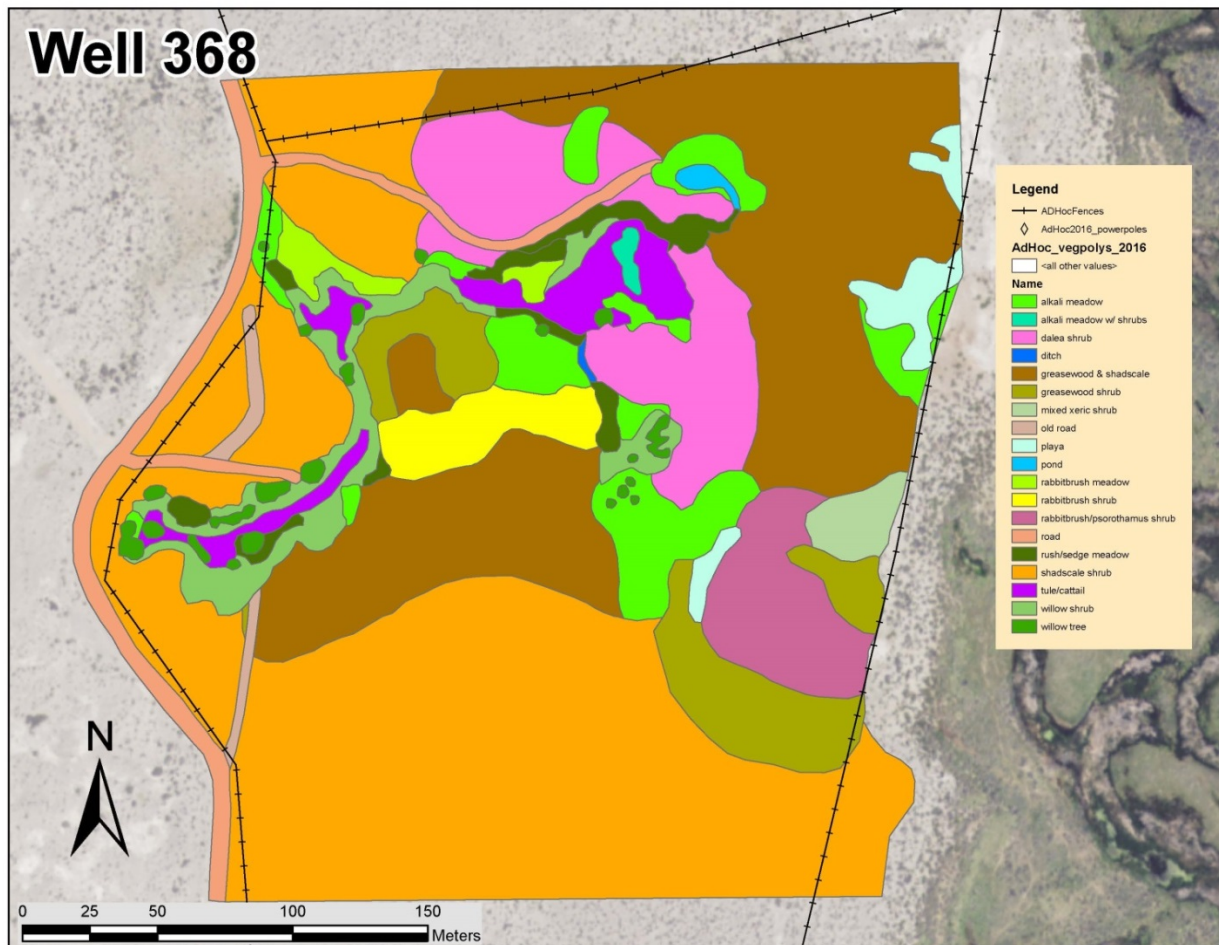 Well 368
Legend
ADHocFences
AdHoc2016_powerpoles
AdHoc_vegpolys_2016
<all other values>
Name
alkali meadow
alkali meadow w/ shrubs
dalea shrub
ditch
greasewood & shadscale
greasewood shrub
mixed xeric shrub
old road
playa
pond
rabbitbrush meadow
rabbitbrush shrub
rabbitbrush/psorothamus shrub
road
rush/sedge meadow
shadscale shrub
tule/cattail
willow shrub
willow tree
N
0 25 50 100 150
Meters